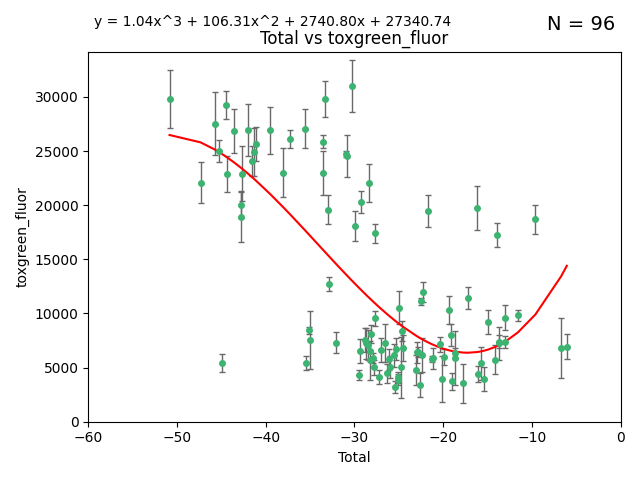 y = 1.04x^3 + 106.31x^2 + 2740.80x + 27340.74
N = 96
Total vs toxgreen_fluor
30000
25000
20000
15000
10000
5000
0
toxgreen_fluor
−60
−50
−40
−30
−20
−10
0
Total